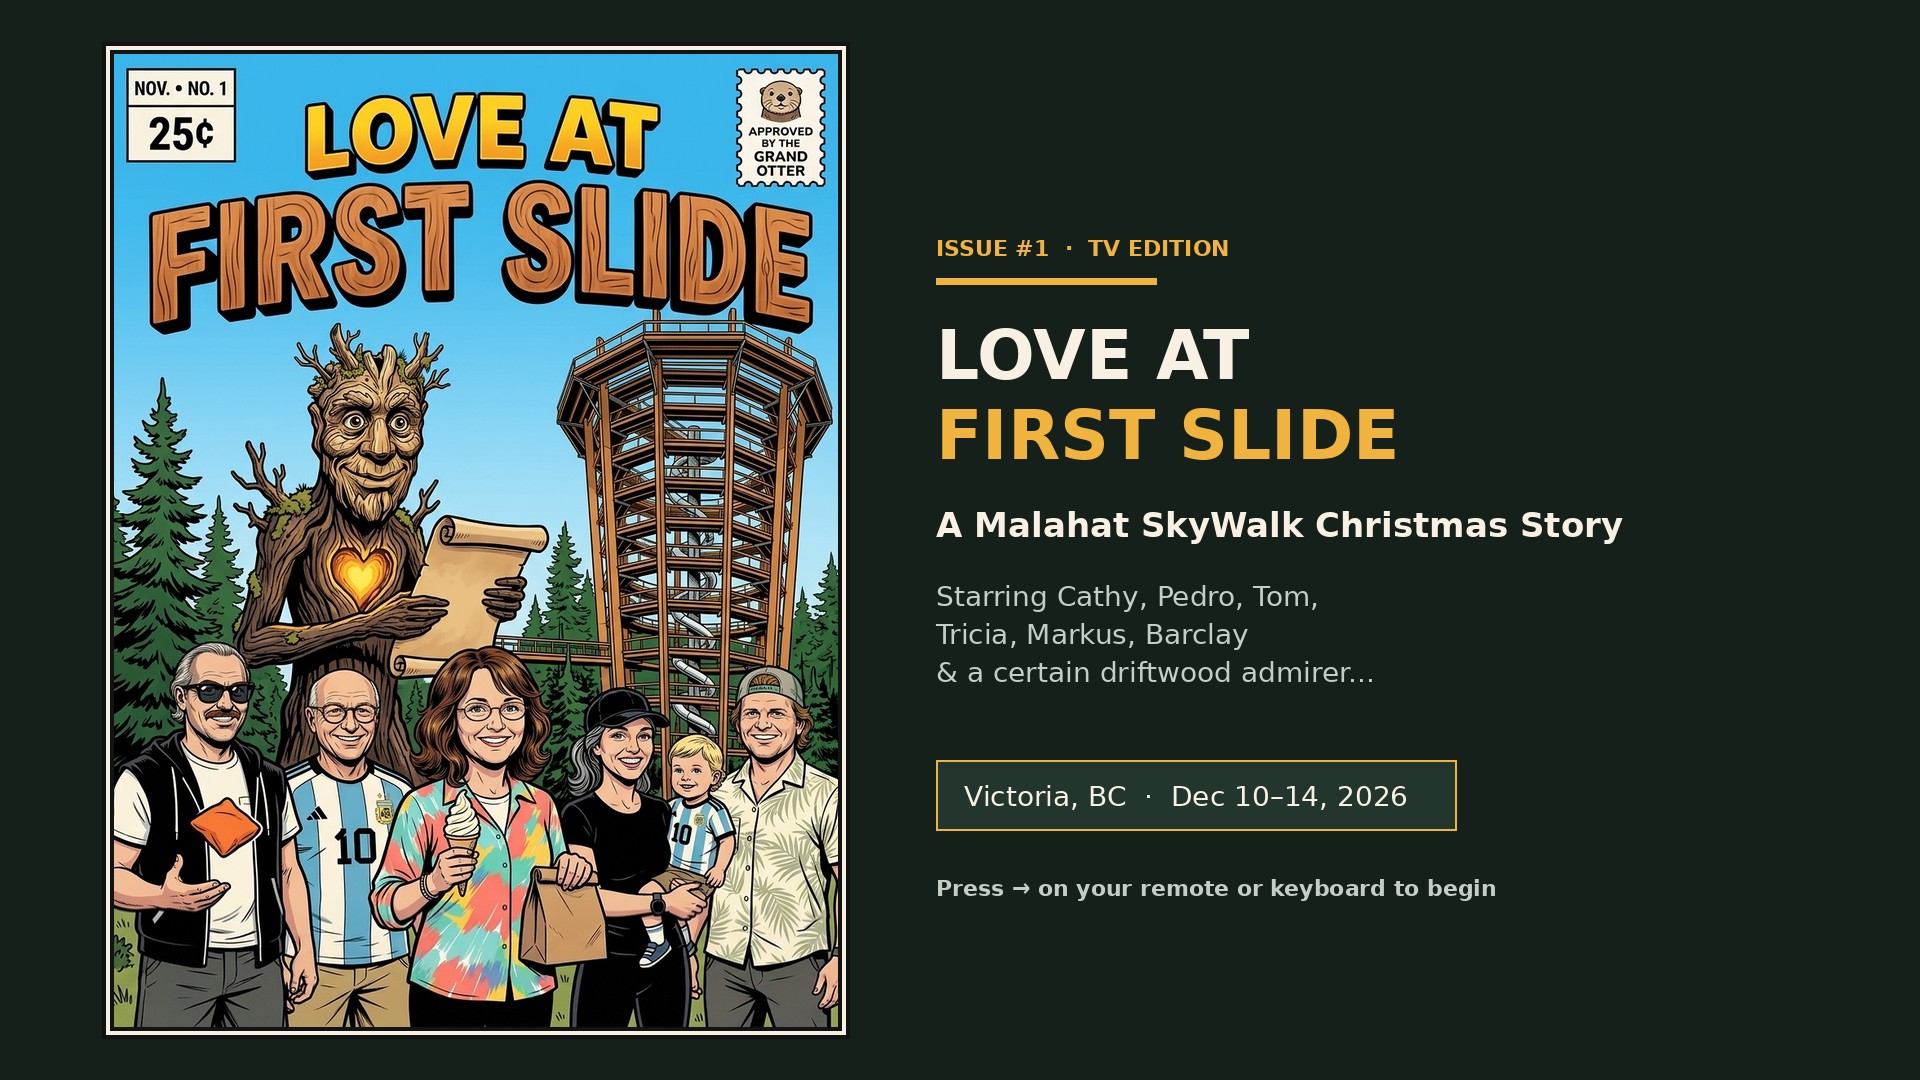 NOV. • NO. 1
25¢
LOVE AT
FIRST SLIDE
APPROVED
BY THE
GRAND
OTTER
10
10
ISSUE #1 · TV EDITION
LOVE AT
FIRST SLIDE
A Malahat SkyWalk Christmas Story
Starring Cathy, Pedro, Tom,
Tricia, Markus, Barclay
& a certain driftwood admirer...
Victoria, BC · Dec 10–14, 2026
Press → on your remote or keyboard to begin